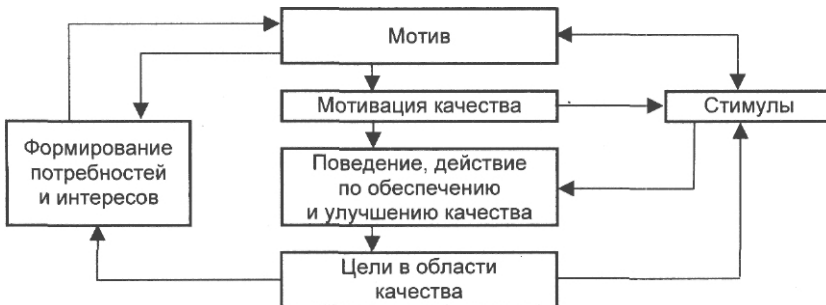 Мотив
Мотивация качества
Стимулы
Формирование
потребностей
и интересов
Поведение, действие
по обеспечению
и улучшению качества
Цели в области
качества